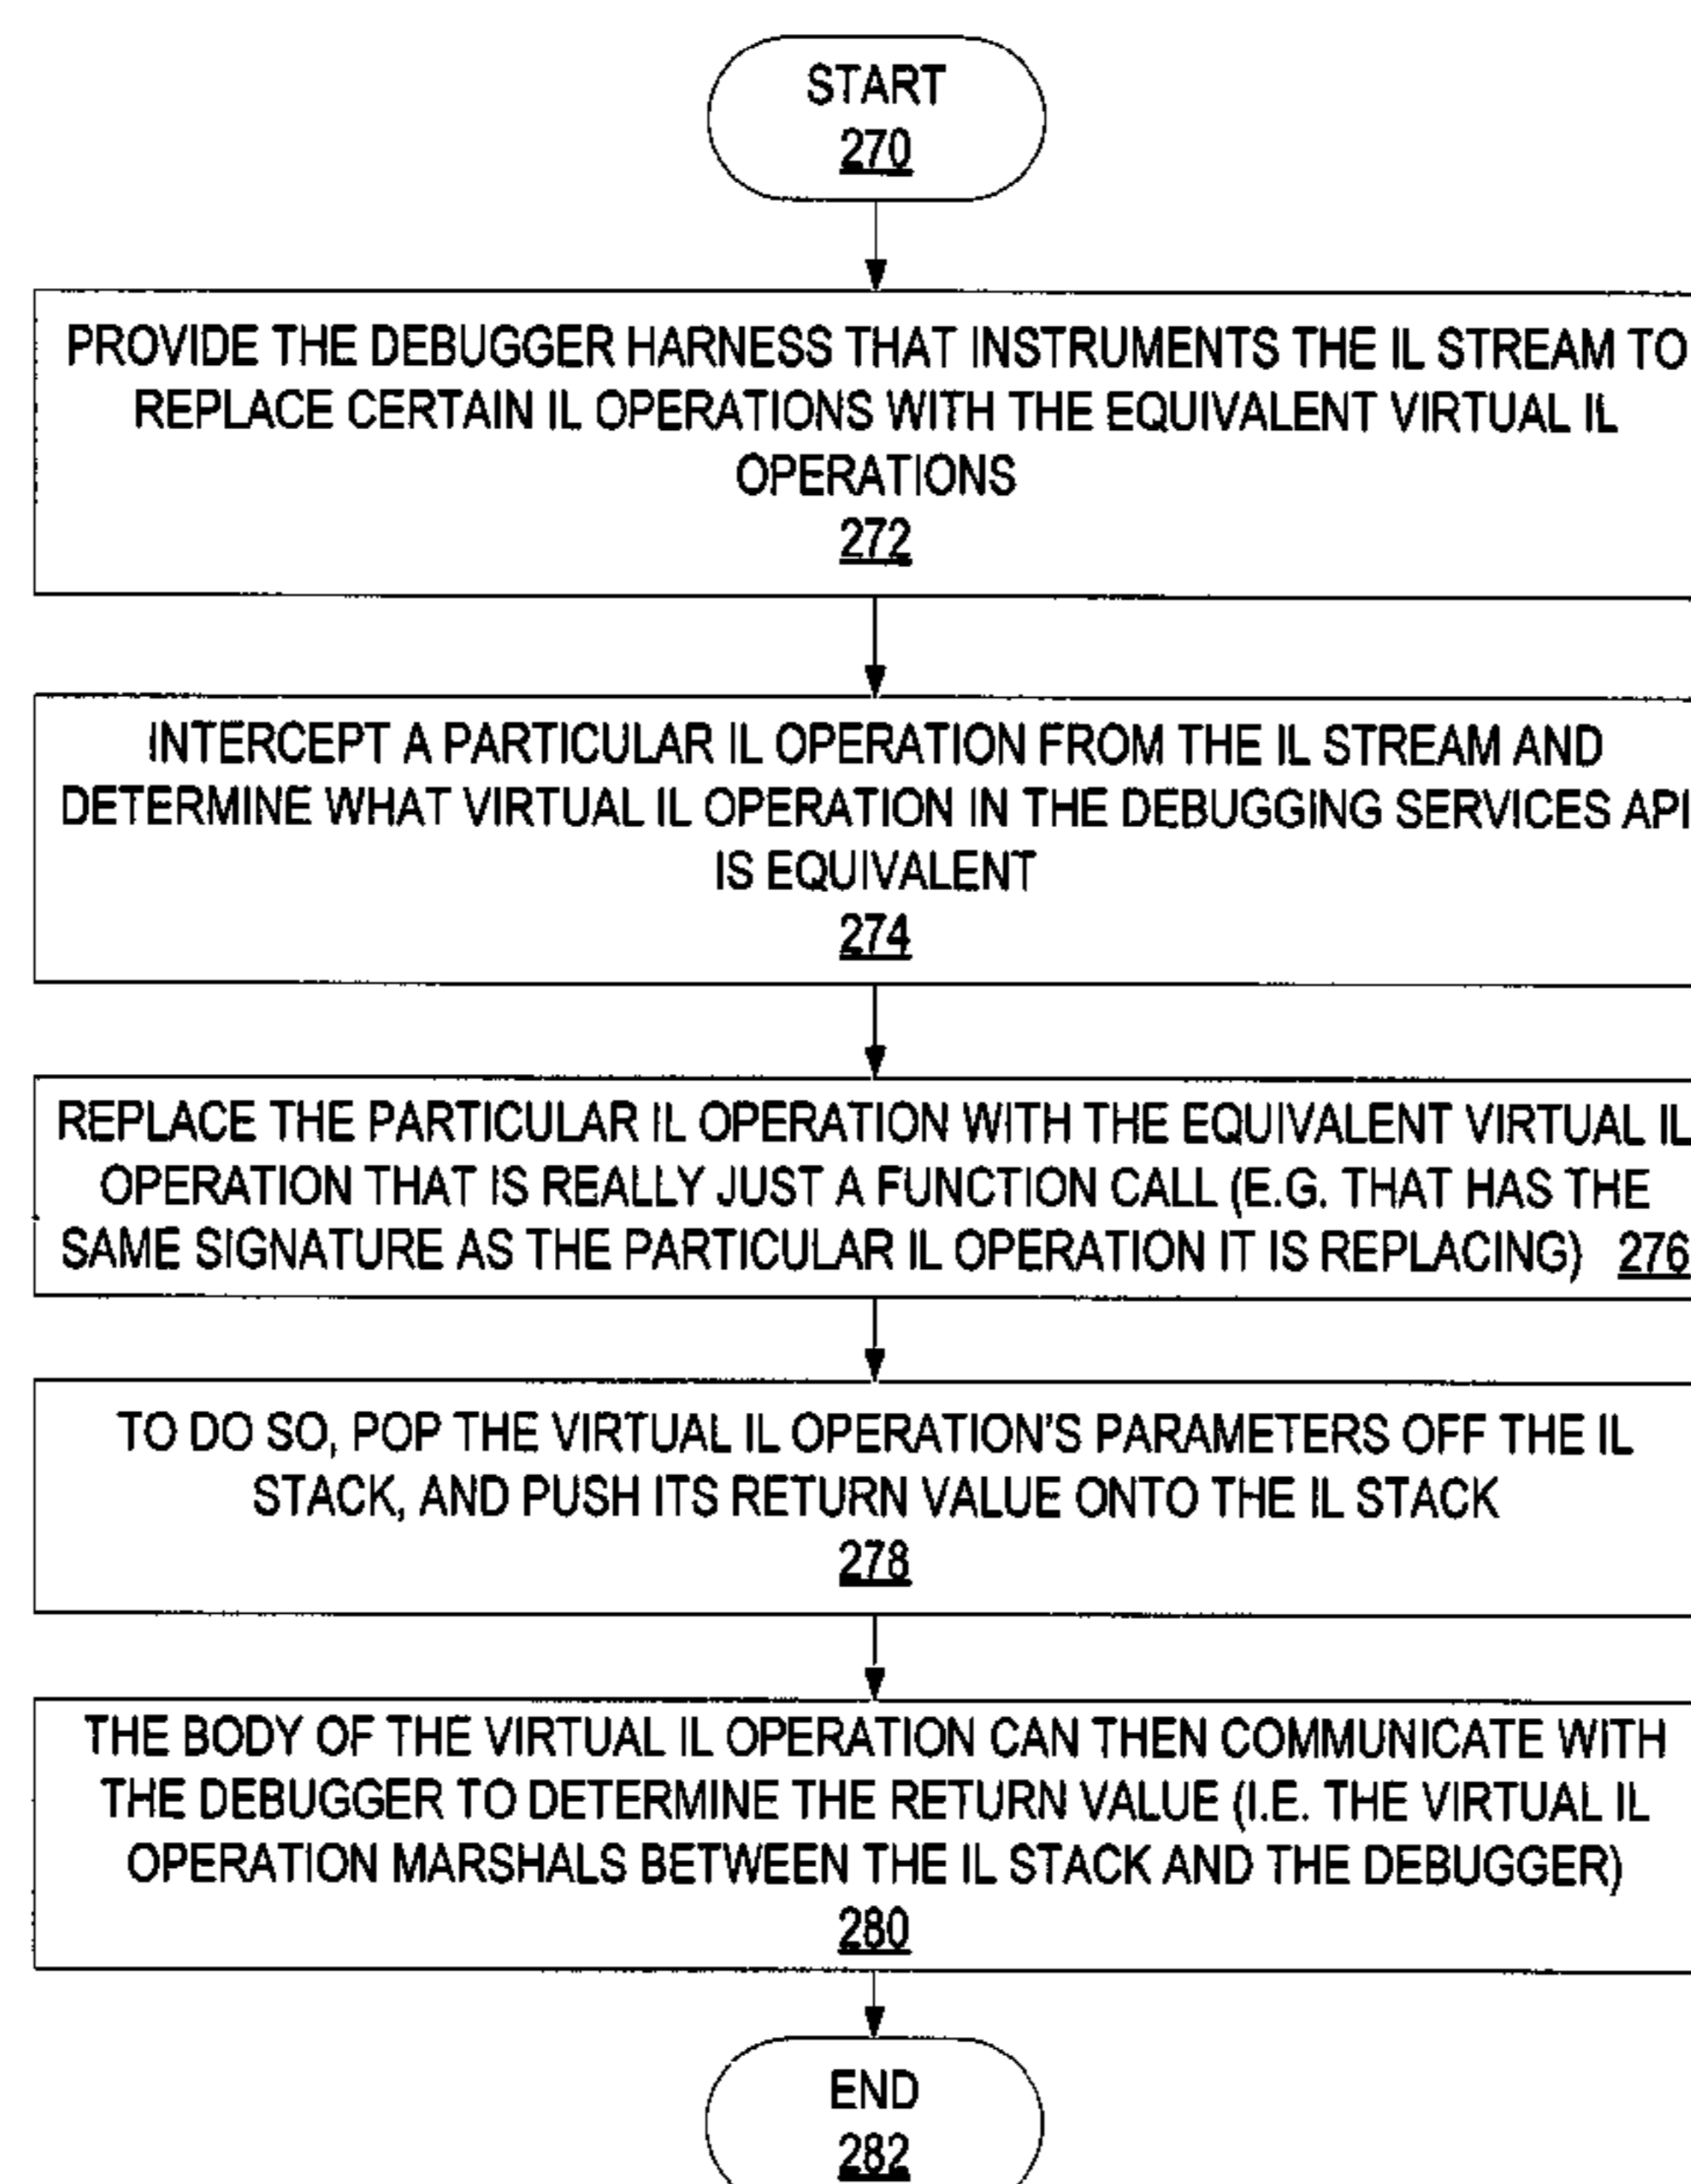 START
270
PROVIDE THE DEBUGGER HARNESS THAT INSTRUMENTS THE IL STREAM TO
REPLACE CERTAIN IL OPERATIONS WITH THE EQUIVALENT VIRTUAL IL
OPERATIONS
272
INTERCEPT A PARTICULAR IL OPERATION FROM THE IL STREAM AND
DETERMINE WHAT VIRTUAL IL OPERATION IN THE DEBUGGING SERVICES API
IS EQUIVALENT
274
REPLACE THE PARTICULAR IL OPERATION WITH THE EQUIVALENT VIRTUAL IL
OPERATION THAT IS REALLY JUST A FUNCTION CALL (E.G. THAT HAS THE
SAME SIGNATURE AS THE PARTICULAR IL OPERATION IT IS REPLACING) 276
TO DO SO, POP THE VIRTUAL IL OPERATION'S PARAMETERS OFF THE IL
STACK, AND PUSH ITS RETURN VALUE ONTO THE IL STACK
278
THE BODY OF THE VIRTUAL IL OPERATION CAN THEN COMMUNICATE WITH
THE DEBUGGER TO DETERMINE THE RETURN VALUE (I.E. THE VIRTUAL IL
OPERATION MARSHALS BETWEEN THE IL STACK AND THE DEBUGGER)
280
END
282